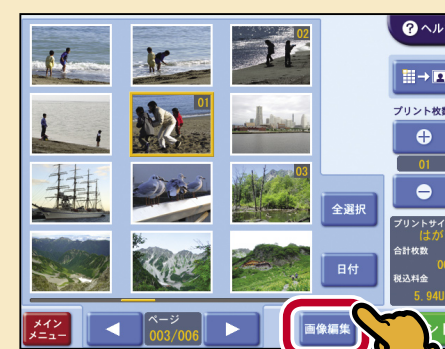 ヘル
02
プリント枚数
01
01
03
全選択
プリントサイ
はが
合計枚数
00
日付
税込料金
5.94U
メイン
メニュー
ページ
003/006
画像編集